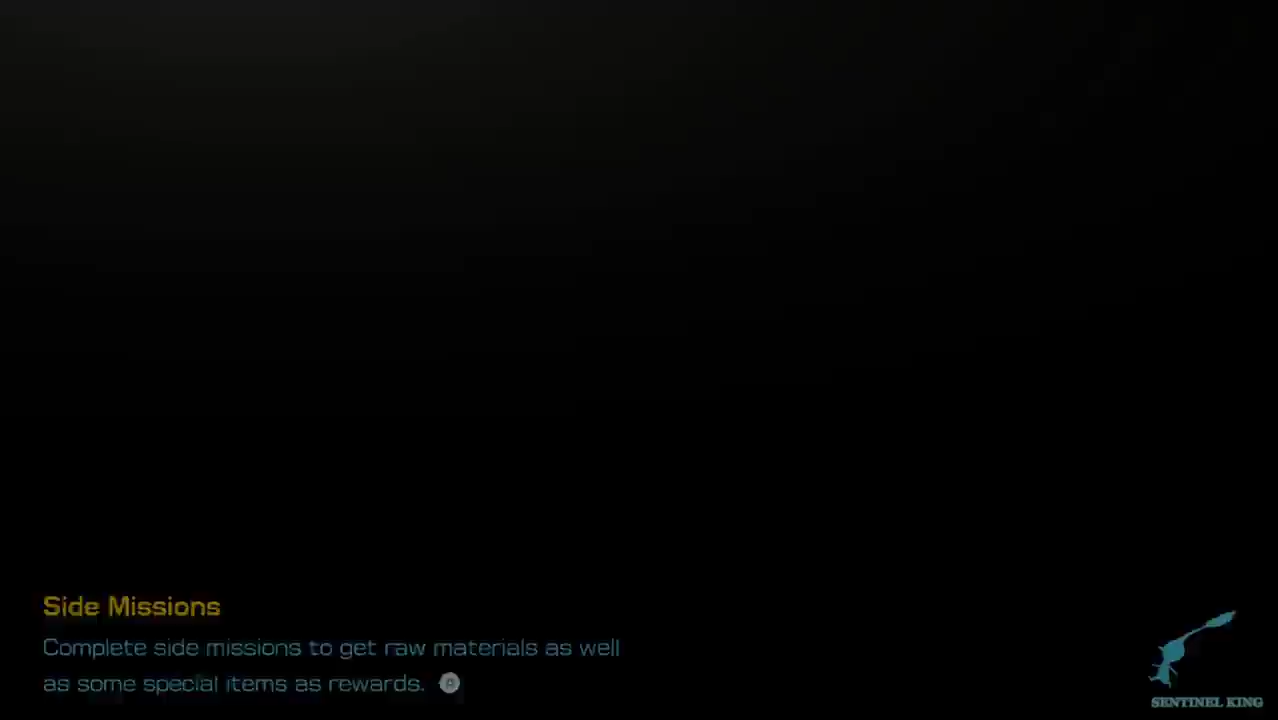 Side Missions
Complete side missions to get raw materials as well
as some special items as rewards.
SENTINEL KING